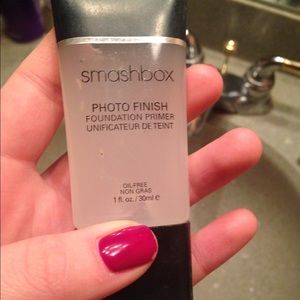 smashbox
PHOTO FINISH
FOUNDATION PRIMER
UNIFICATEUR DE TEINT
OIL-FREE
NON GRAS
1 fl. oz. / 30ml e